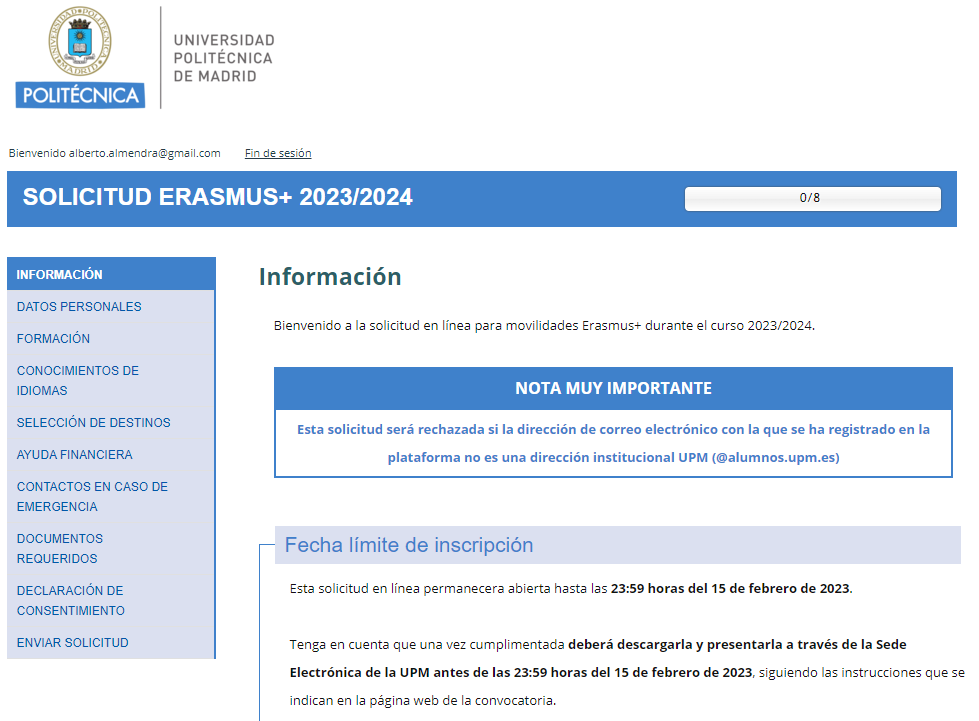 UNIVERSIDAD
POLITÉCNICA
DE MADRID
POLITÉCNICA
Bienvenido alberto.almendra@gmail.com Fin de sesión
SOLICITUD ERASMUS+ 2023/2024
0/8
INFORMACIÓN
DATOS PERSONALES
FORMACIÓN
CONOCIMIENTOS DE
IDIOMAS
SELECCIÓN DE DESTINOS
AYUDA FINANCIERA
CONTACTOS EN CASO DE
EMERGENCIA
DOCUMENTOS
REQUERIDOS
DECLARACIÓN DE
CONSENTIMIENTO
ENVIAR SOLICITUD
Información
Bienvenido a la solicitud en línea para movilidades Erasmus+ durante el curso 2023/2024.
NOTA MUY IMPORTANTE
Esta solicitud será rechazada si la dirección de correo electrónico con la que se ha registrado en la
plataforma no es una dirección institucional UPM (@alumnos.upm.es)
Fecha límite de inscripción
Esta solicitud en línea permanecera abierta hasta las 23:59 horas del 15 de febrero de 2023.
Tenga en cuenta que una vez cumplimentada deberá descargarla y presentarla a través de la Sede
Electrónica de la UPM antes de las 23:59 horas del 15 de febrero de 2023, siguiendo las instrucciones que se
indican en la página web de la convocatoria.